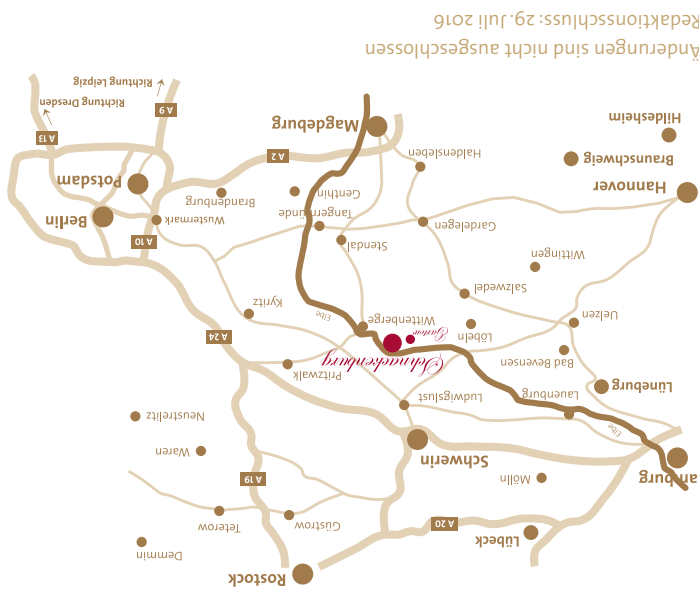 Rostock
Demmin
Lübeck
A 20
Güstrow
Teterow
Mölln
A 19
amburg
Schwerin
Waren
Elbe
Lauenburg
Ludwigslust
Neustrelitz
Lüneburg
Bad Bevensen
Schnackenburg
Pritzwalk
Löbeln
Gartow
Uelzen
Wittenberge
Elbe
A 24
Kyritz
Salzwedel
Wittingen
Stendal
A 10
Gardelegen
Tangermünde
Wustermark
Berlin
Hannover
Genthin
Brandenburg
Potsdam
Braunschweig
Haldensleben
A 2
Hildesheim
Magdeburg
A 9
A 13
Richtung Dresden
Richtung Leipzig
Änderungen sind nicht ausgeschlossen
Redaktionsschluss: 29. Juli 2016